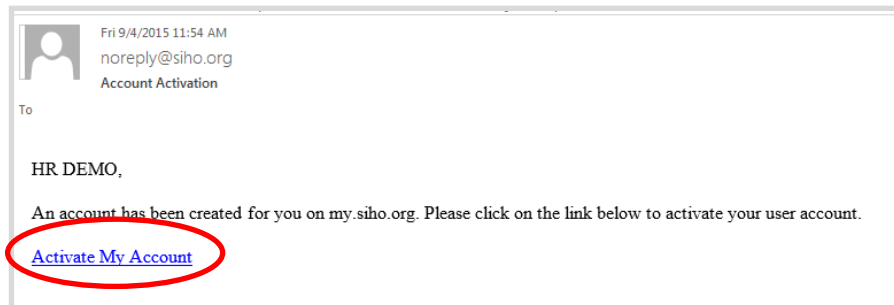 Fri 9/4/2015 11:54 AM
noreply@siho.org
Account Activation
To
HR DEMO,
An account has been created for you on my.siho.org. Please click on the link below to activate your user account.
Activate My Account